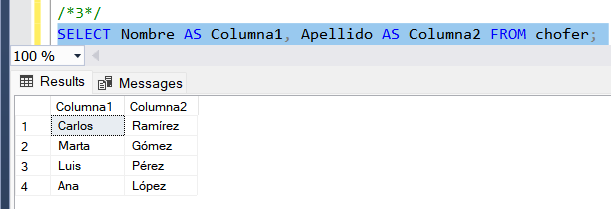 /*3*/
SELECT Nombre AS Columna1, Apellido AS Columna2 FROM chofer;
100 %
Results Messages
Columna1 Columna2
1 Carlos Ramírez
2 Marta Gómez
3 Luis Pérez
4 Ana López